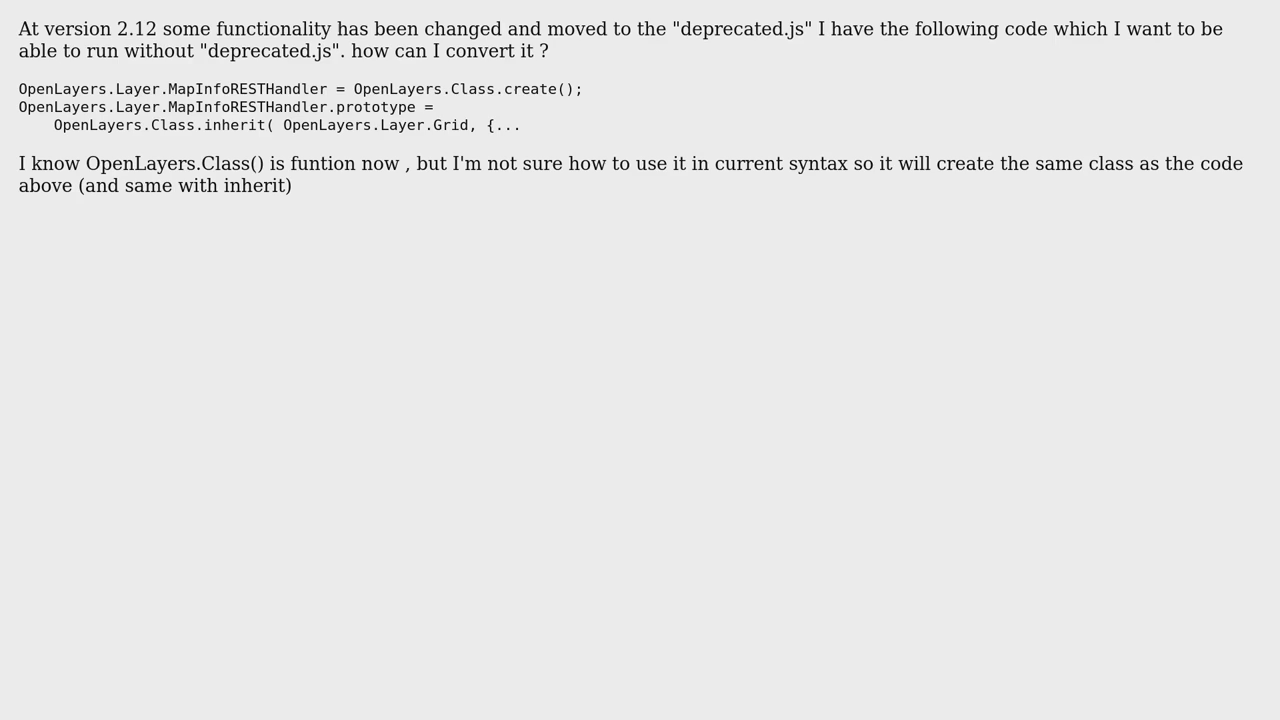 At version 2.12 some functionality has been changed and moved to the "deprecated.js" I have the following code which I want to be
able to run without "deprecated.js". how can I convert it ?
OpenLayers.Layer.MapInfoRESTHandler = OpenLayers.Class.create();
OpenLayers.Layer.MapInfoRESTHandler.prototype =
    OpenLayers.Class.inherit( OpenLayers.Layer.Grid, {...
I know OpenLayers.Class() is funtion now , but I'm not sure how to use it in current syntax so it will create the same class as the code
above (and same with inherit)